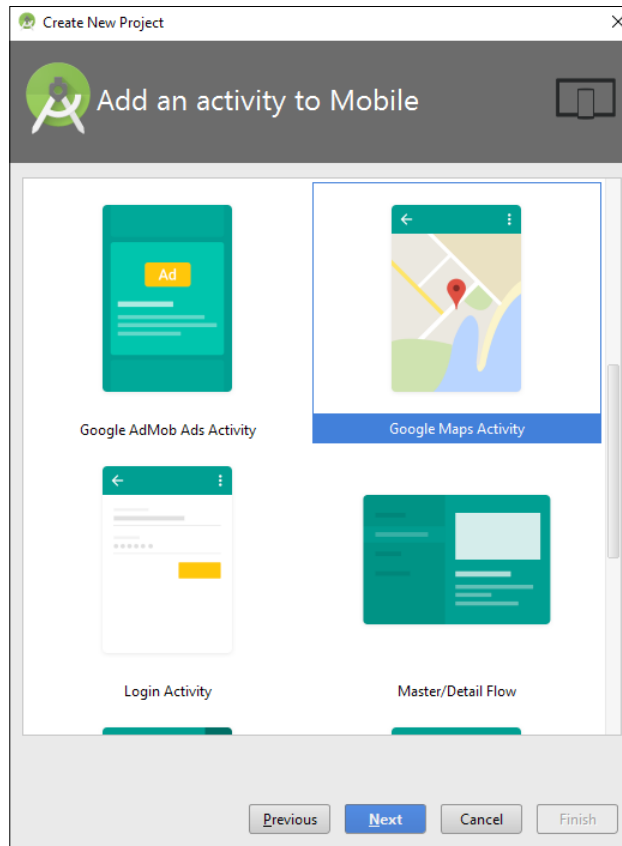 Create New Project
Add an activity to Mobile
Ad
Google AdMob Ads Activity
Google Maps Activity
Login Activity
Master/Detail Flow
Previous
Next
Cancel
Finish